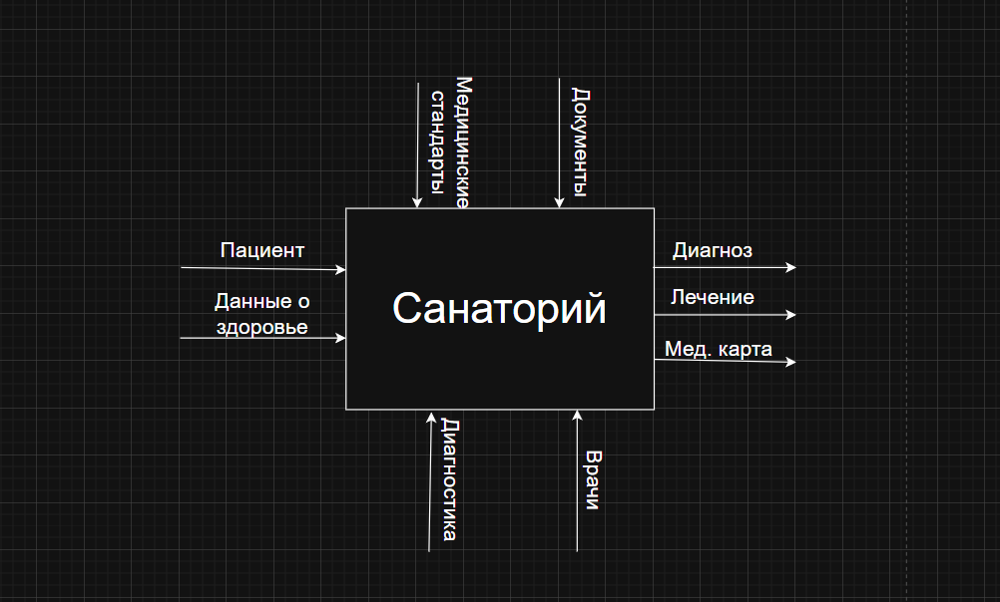 Медицинские
стандарты
Документы
Пациент
Данные о
здоровье
Санаторий
Диагноз
Лечение
Мед. карта
Диагностика
Врачи